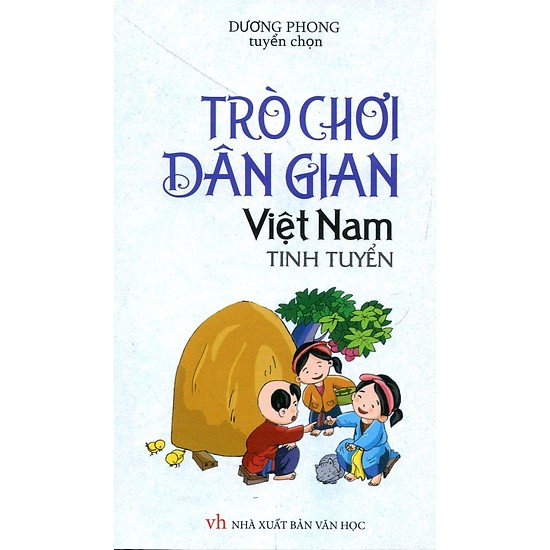 DƯƠNG PHONG
tuyển chọn
TRÒ CHƠI
DÂN GIAN
Việt Nam
TINH TUYỂN
vh NHÀ XUẤT BẢN VĂN HỌC